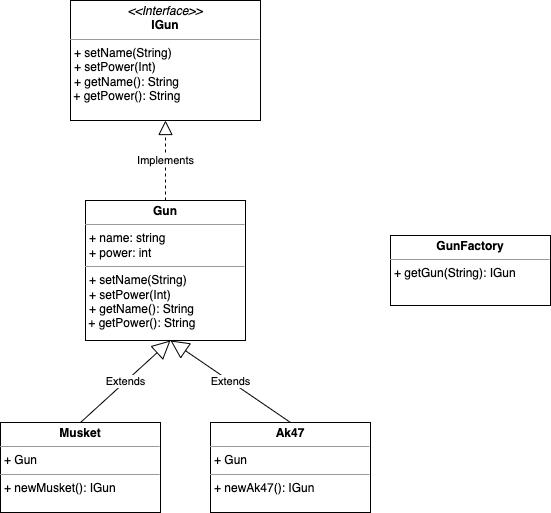 <<Interface>>
IGun
+ setName(String)
+ setPower(Int)
+ getName(): String
+ getPower(): String
Implements
Gun
+ name: string
+ power: int
+ setName(String)
+ setPower(Int)
+ getName(): String
+ getPower(): String
GunFactory
+ getGun(String): IGun
Extends
Extends
Musket
+ Gun
+ newMusket(): IGun
Ak47
+ Gun
+ newAk47(): IGun